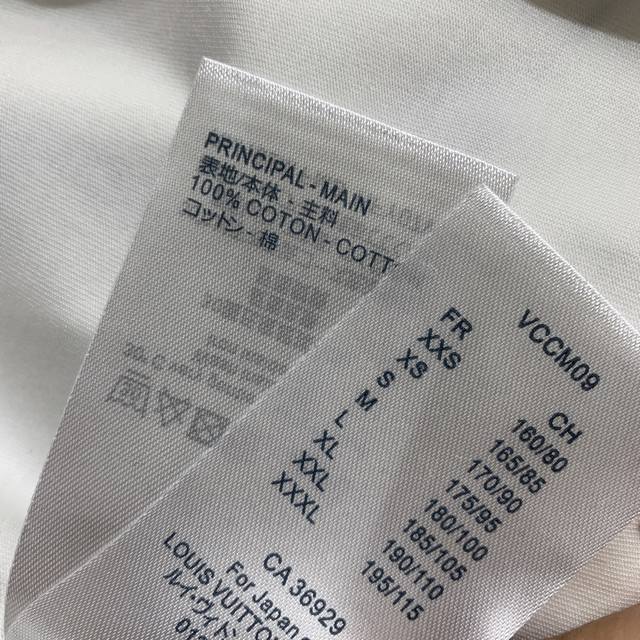 PRINCIPAL - MAIN
表地/本体 - 主料
100% COTON - COTT
コットン - 棉
VCCM09
FR CH
XXS 160/80
XS 165/85
S 170/90
M 175/95
L 180/100
XL 185/105
XXL 190/110
XXXL 195/115
CA 36929
For Japan
LOUIS VUITTON
ルイ・ヴィト